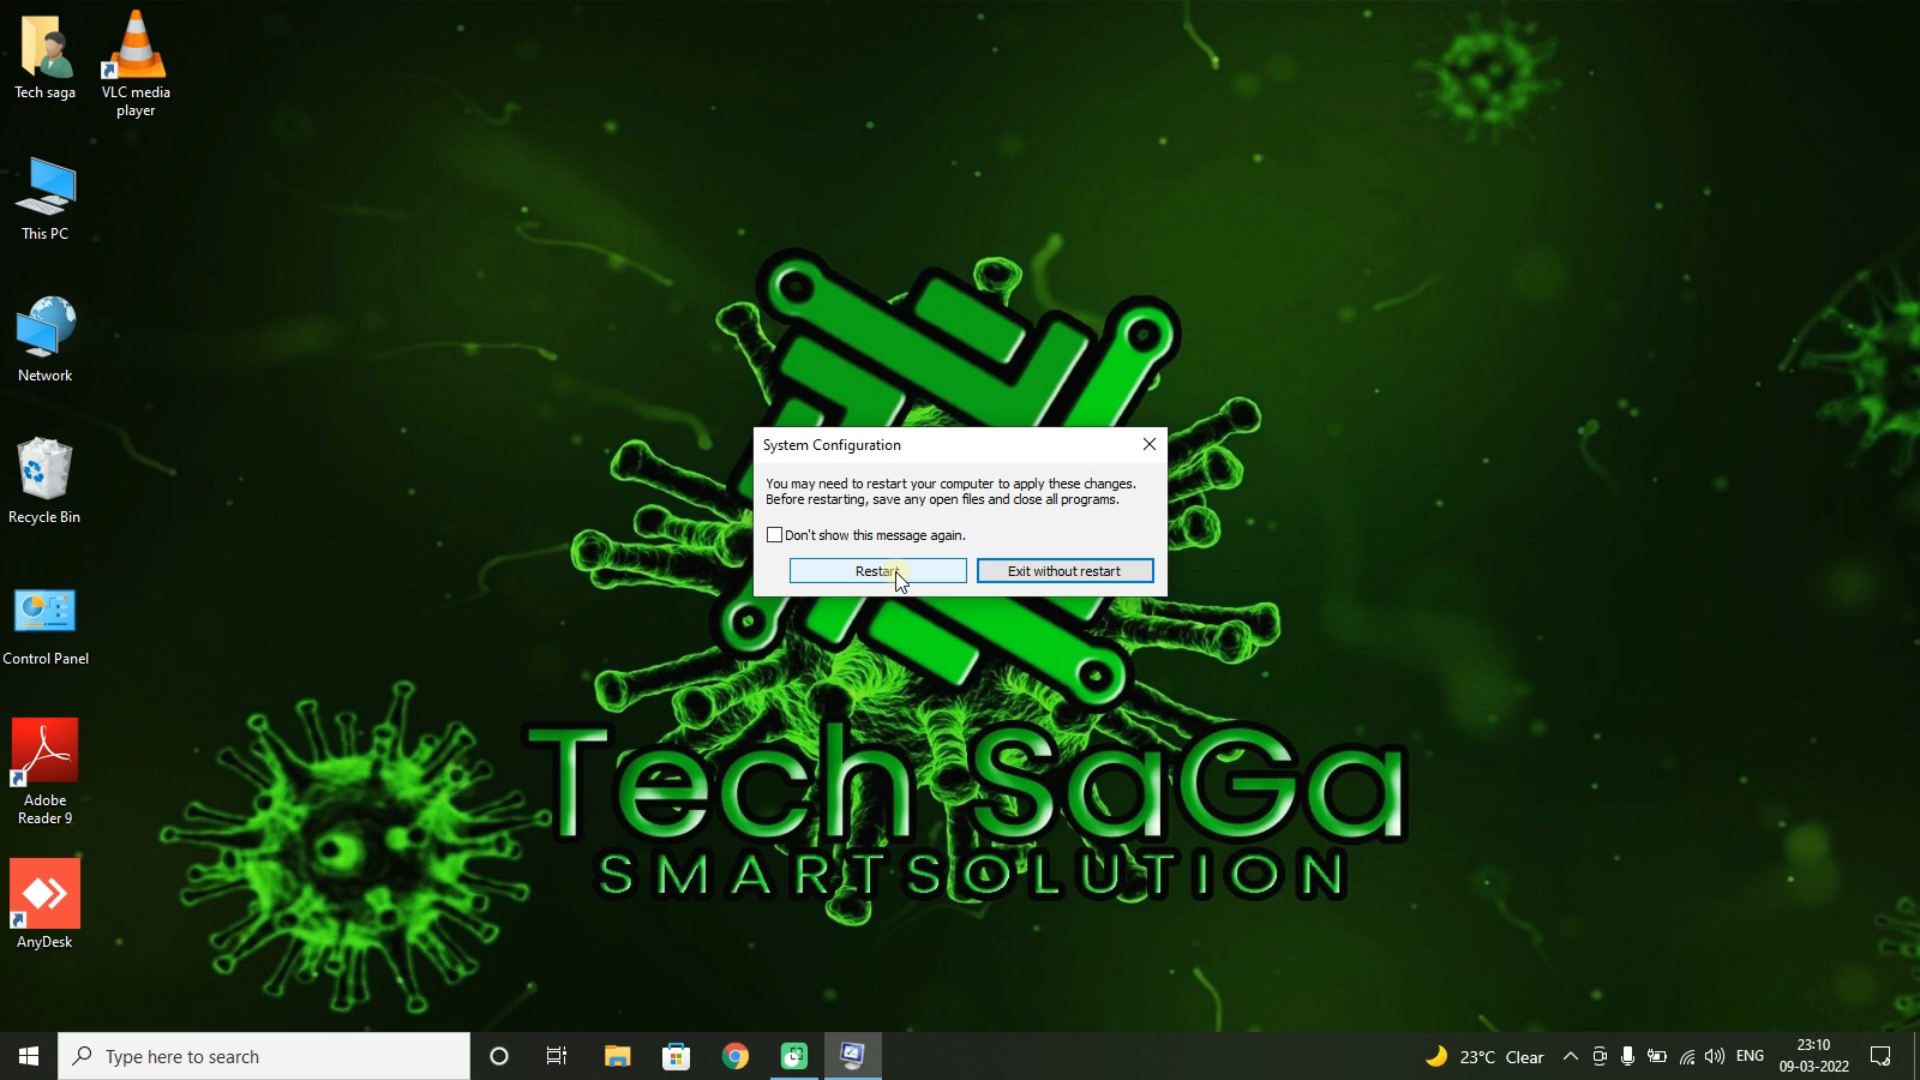 Tech saga
VLC media
player
This PC
Network
Recycle Bin
Control Panel
Adobe
Reader 9
AnyDesk
System Configuration
You may need to restart your computer to apply these changes.
Before restarting, save any open files and close all programs.
Don't show this message again.
Restart
Exit without restart
Tech SaGa
SMARTSOLUTION
Type here to search
23°C Clear
ENG
23:10
09-03-2022